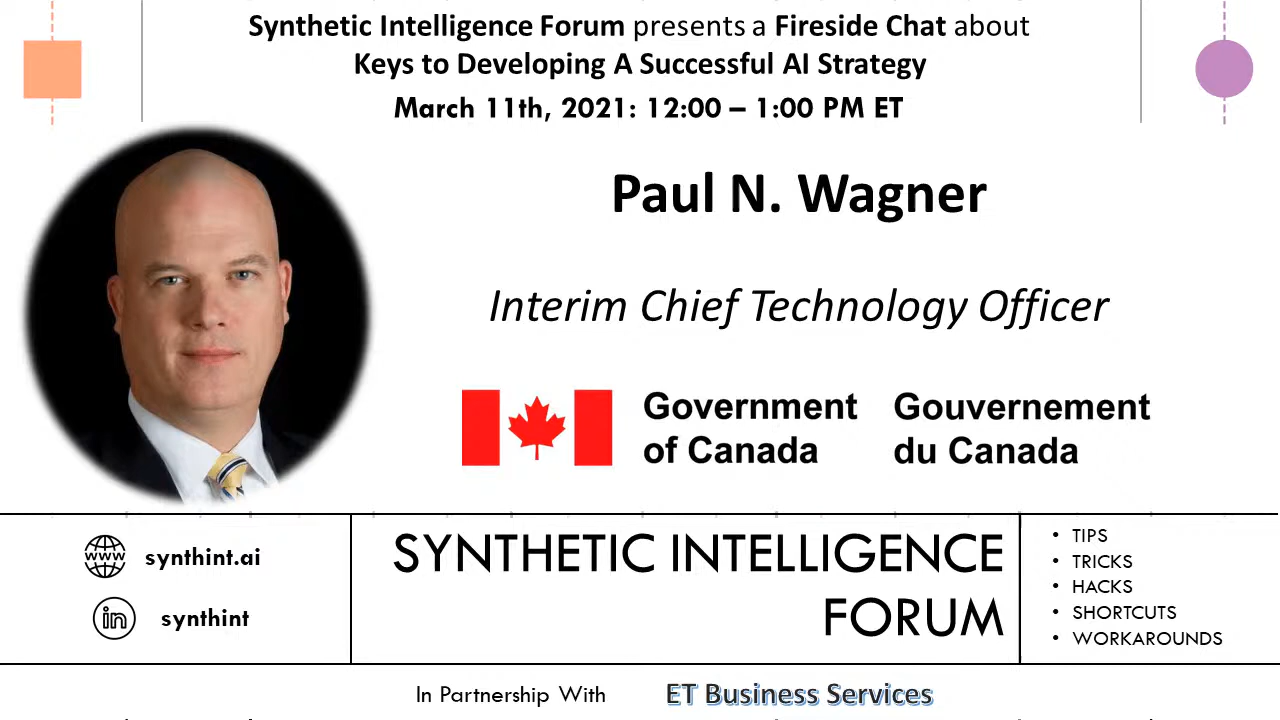 Synthetic Intelligence Forum presents a Fireside Chat about
Keys to Developing A Successful AI Strategy
March 11th, 2021: 12:00 – 1:00 PM ET
Paul N. Wagner
Interim Chief Technology Officer
Government Gouvernement
of Canada du Canada
www synthint.ai
in synthint
SYNTHETIC INTELLIGENCE
FORUM
• TIPS
• TRICKS
• HACKS
• SHORTCUTS
• WORKAROUNDS
In Partnership With ET Business Services